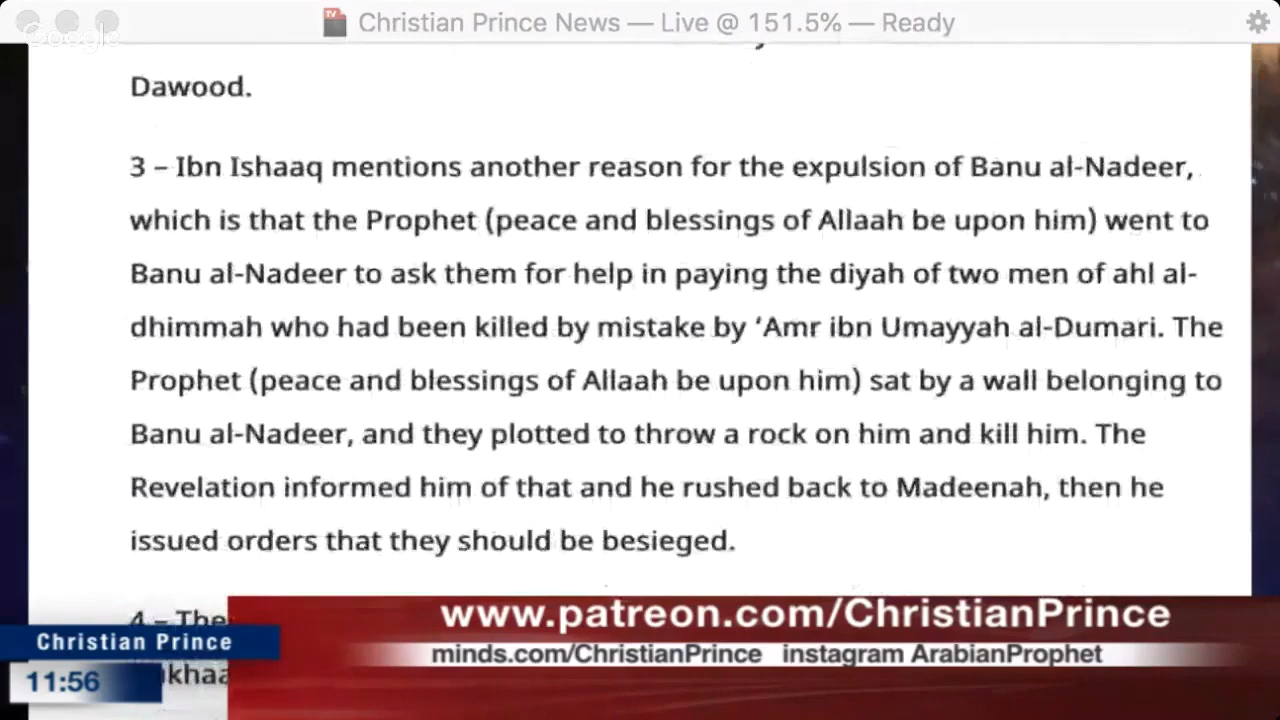 Christian Prince News — Live @ 151.5% — Ready
Google
Dawood.
3 – Ibn Ishaaq mentions another reason for the expulsion of Banu al-Nadeer,
which is that the Prophet (peace and blessings of Allaah be upon him) went to
Banu al-Nadeer to ask them for help in paying the diyah of two men of ahl al-
dhimmah who had been killed by mistake by ‘Amr ibn Umayyah al-Dumari. The
Prophet (peace and blessings of Allaah be upon him) sat by a wall belonging to
Banu al-Nadeer, and they plotted to throw a rock on him and kill him. The
Revelation informed him of that and he rushed back to Madeenah, then he
issued orders that they should be besieged.
4 – The
www.patreon.com/ChristianPrince
Christian Prince
minds.com/ChristianPrince instagram ArabianProphet
11:56